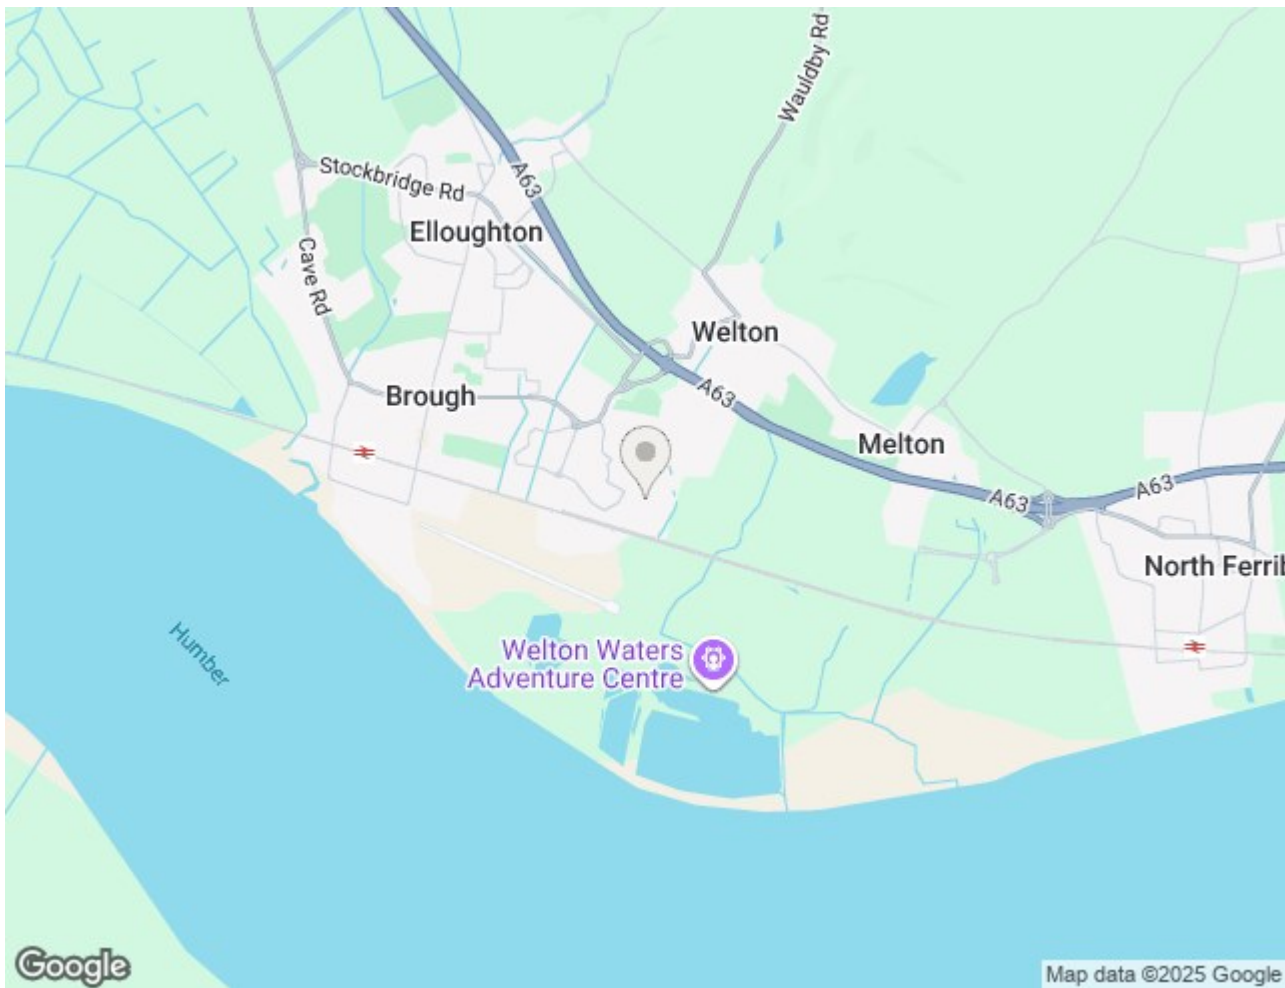 Wauldby Rd
Stockbridge Rd
A63
Elloughton
Cave Rd
Welton
Brough
A63
Melton
A63
A63
North Ferrib
Welton Waters
Adventure Centre
Humber
Google
Map data ©2025 Google